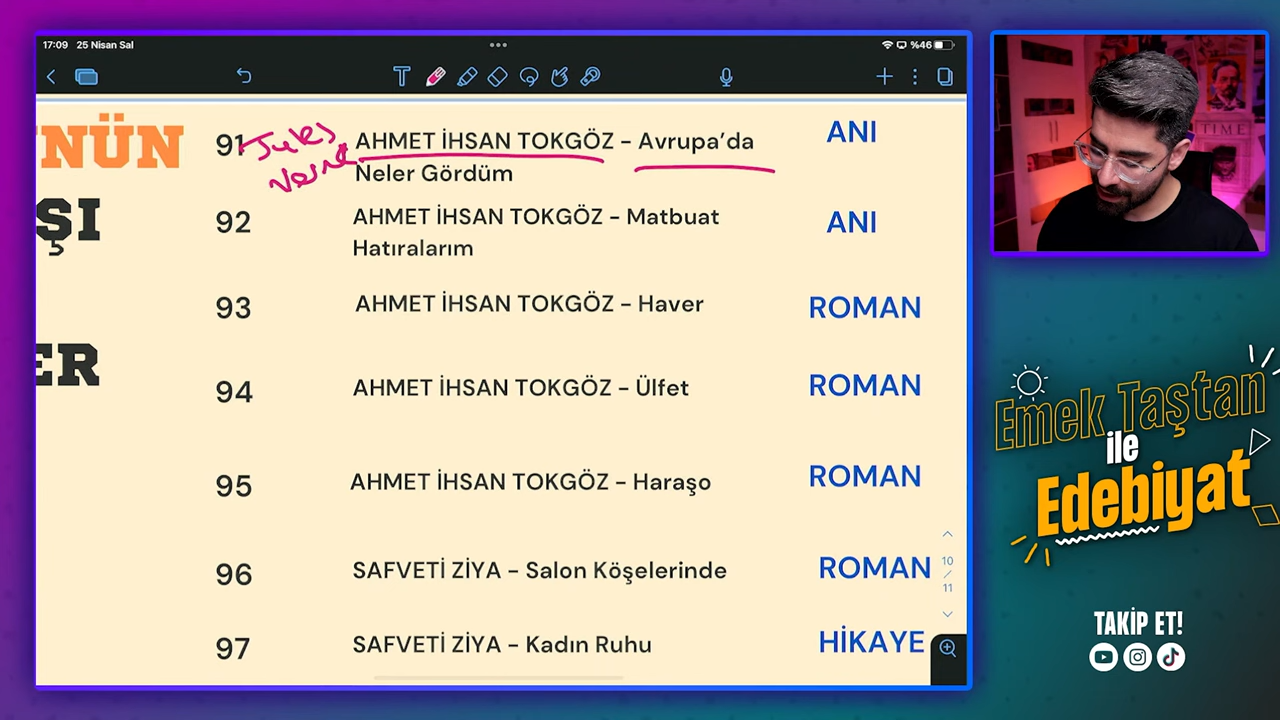 17:09 25 Nisan Sal
%46
T
NÜN
ŞI
ER
Jules
Verne
91 AHMET İHSAN TOKGÖZ – Avrupa'da ANI
Neler Gördüm
92 AHMET İHSAN TOKGÖZ – Matbuat ANI
Hatıralarım
93 AHMET İHSAN TOKGÖZ – Haver ROMAN
94 AHMET İHSAN TOKGÖZ – Ülfet ROMAN
95 AHMET İHSAN TOKGÖZ – Haraşo ROMAN
96 SAFVETİ ZİYA – Salon Köşelerinde ROMAN
97 SAFVETİ ZİYA – Kadın Ruhu HİKAYE
10
/
11
TIME
Emek Taştan
ile
Edebiyat
TAKİP ET!